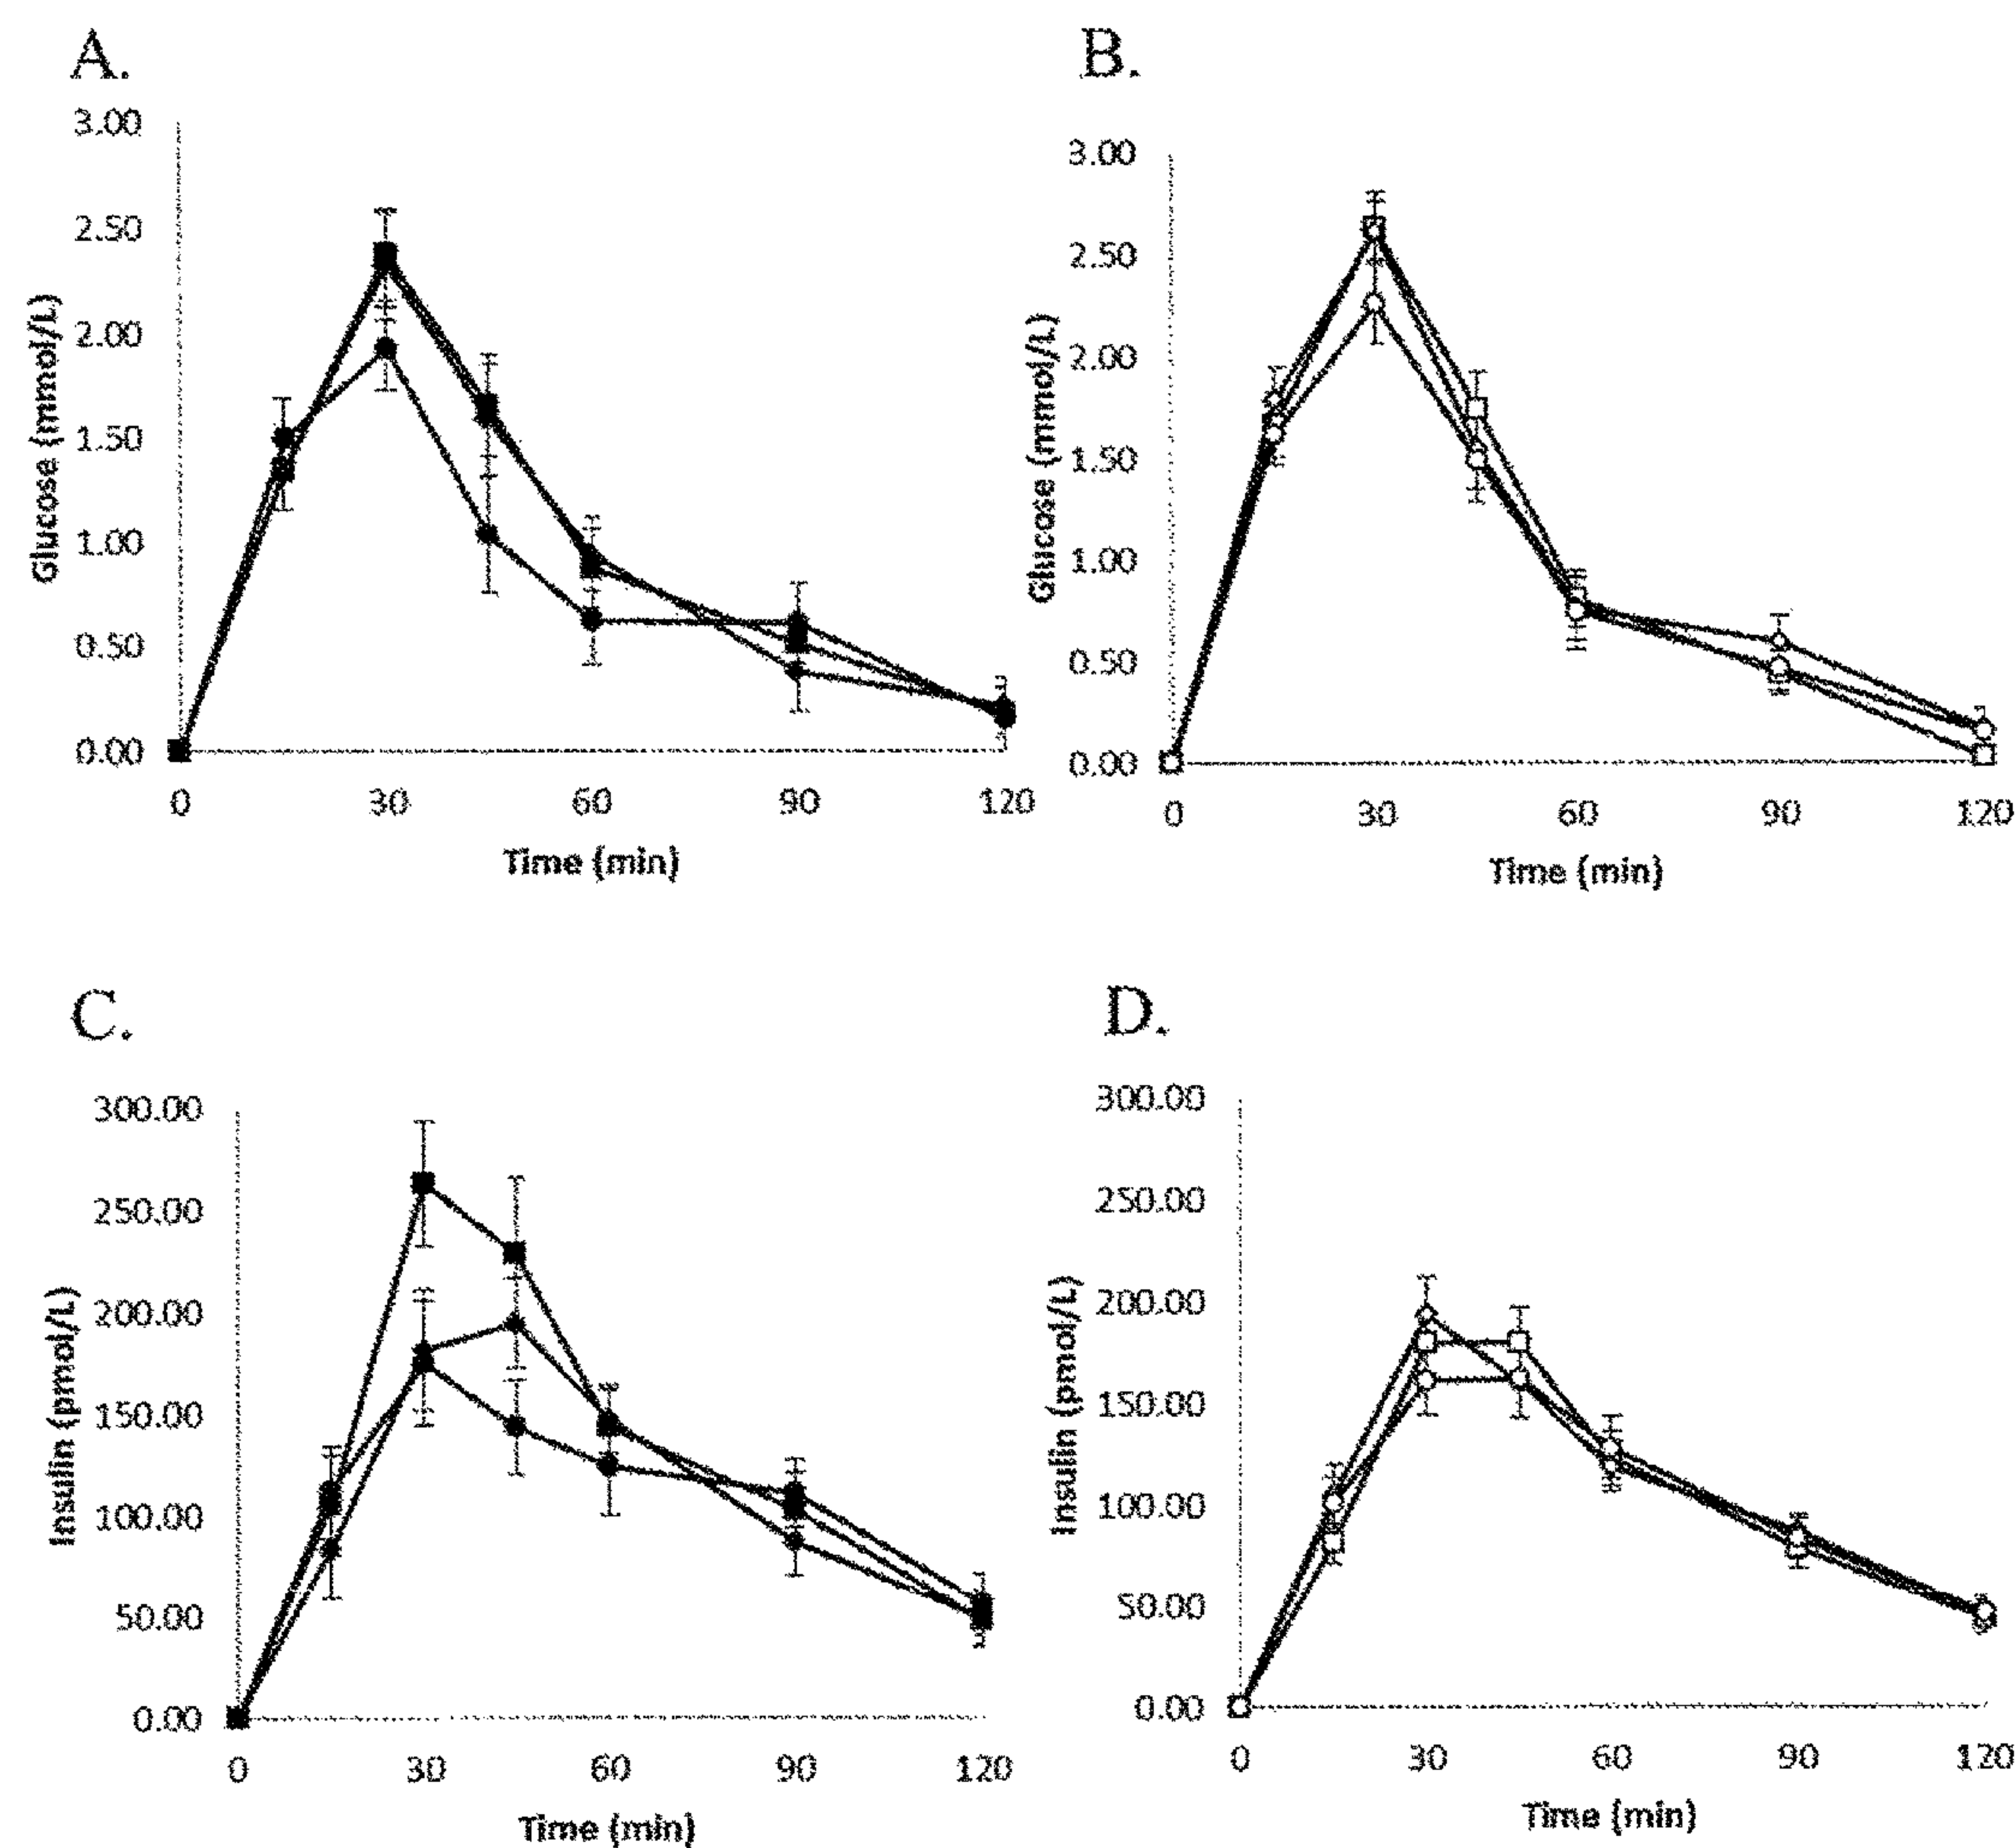 A.
3.00
2.50
2.00
1.50
1.00
0.50
0.00
Glucose (mmol/L)
0 30 60 90 120
Time (min)
B.
3.00
2.50
2.00
1.50
1.00
0.50
0.00
Glucose (mmol/L)
0 30 60 90 120
Time (min)
C.
300.00
250.00
200.00
150.00
100.00
50.00
0.00
Insulin (pmol/L)
0 30 60 90 120
Time (min)
D.
300.00
250.00
200.00
150.00
100.00
50.00
0.00
Insulin (pmol/L)
0 30 60 90 120
Time (min)